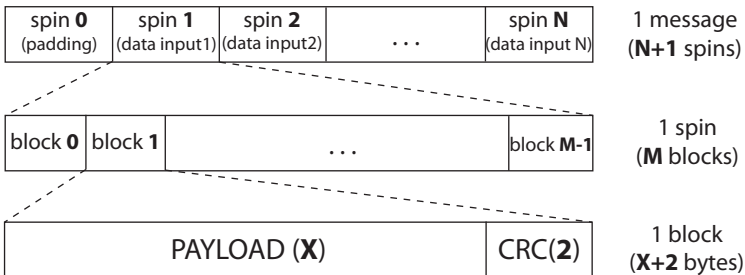 spin 0 spin 1 spin 2 spin N 1 message
(padding) (data input1) (data input2) ... (data input N) (N+1 spins)
block 0 block 1 ... block M-1 1 spin
(M blocks)
PAYLOAD (X) CRC(2) 1 block
(X+2 bytes)